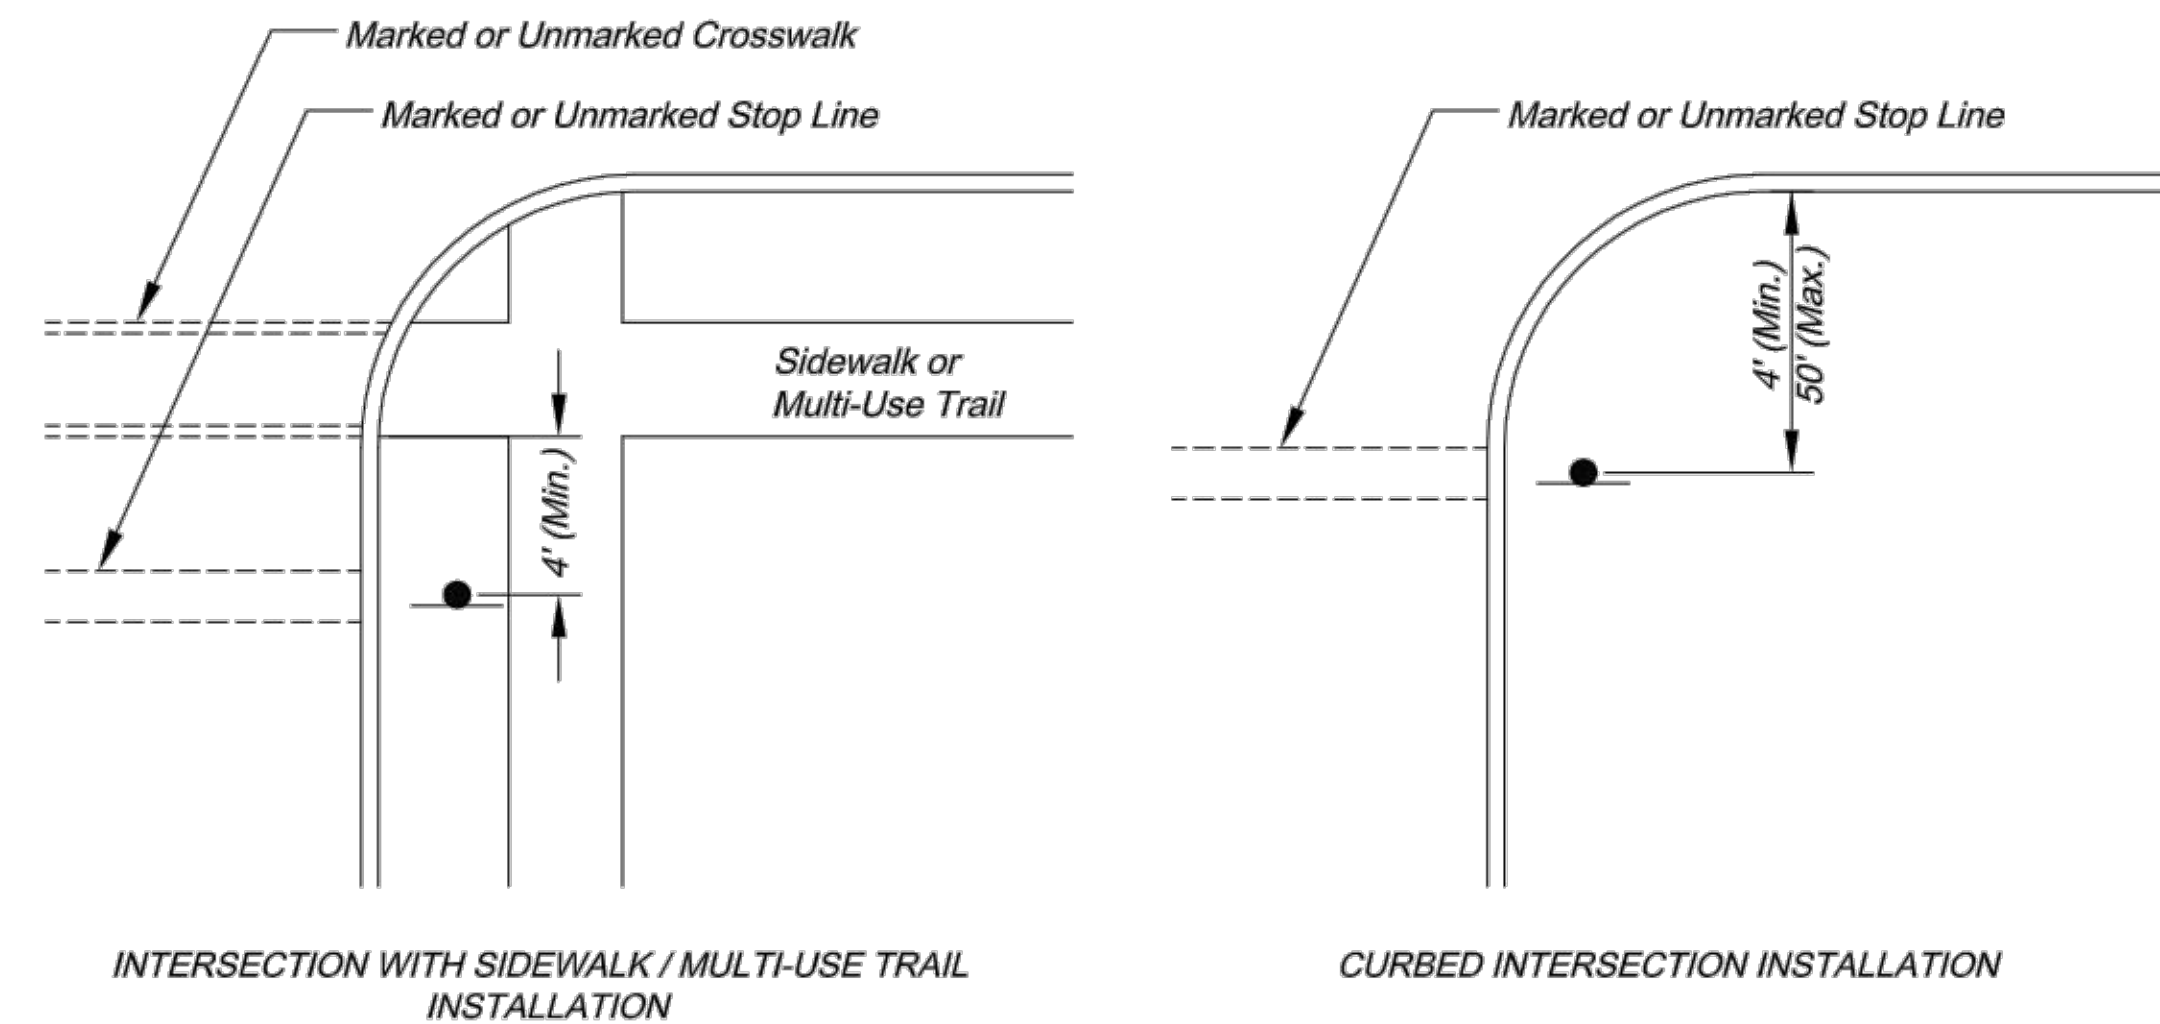 Marked or Unmarked Crosswalk
Marked or Unmarked Stop Line
Sidewalk or
Multi-Use Trail
4' (Min.)
INTERSECTION WITH SIDEWALK / MULTI-USE TRAIL
INSTALLATION
Marked or Unmarked Stop Line
4' (Min.)
50' (Max.)
CURBED INTERSECTION INSTALLATION